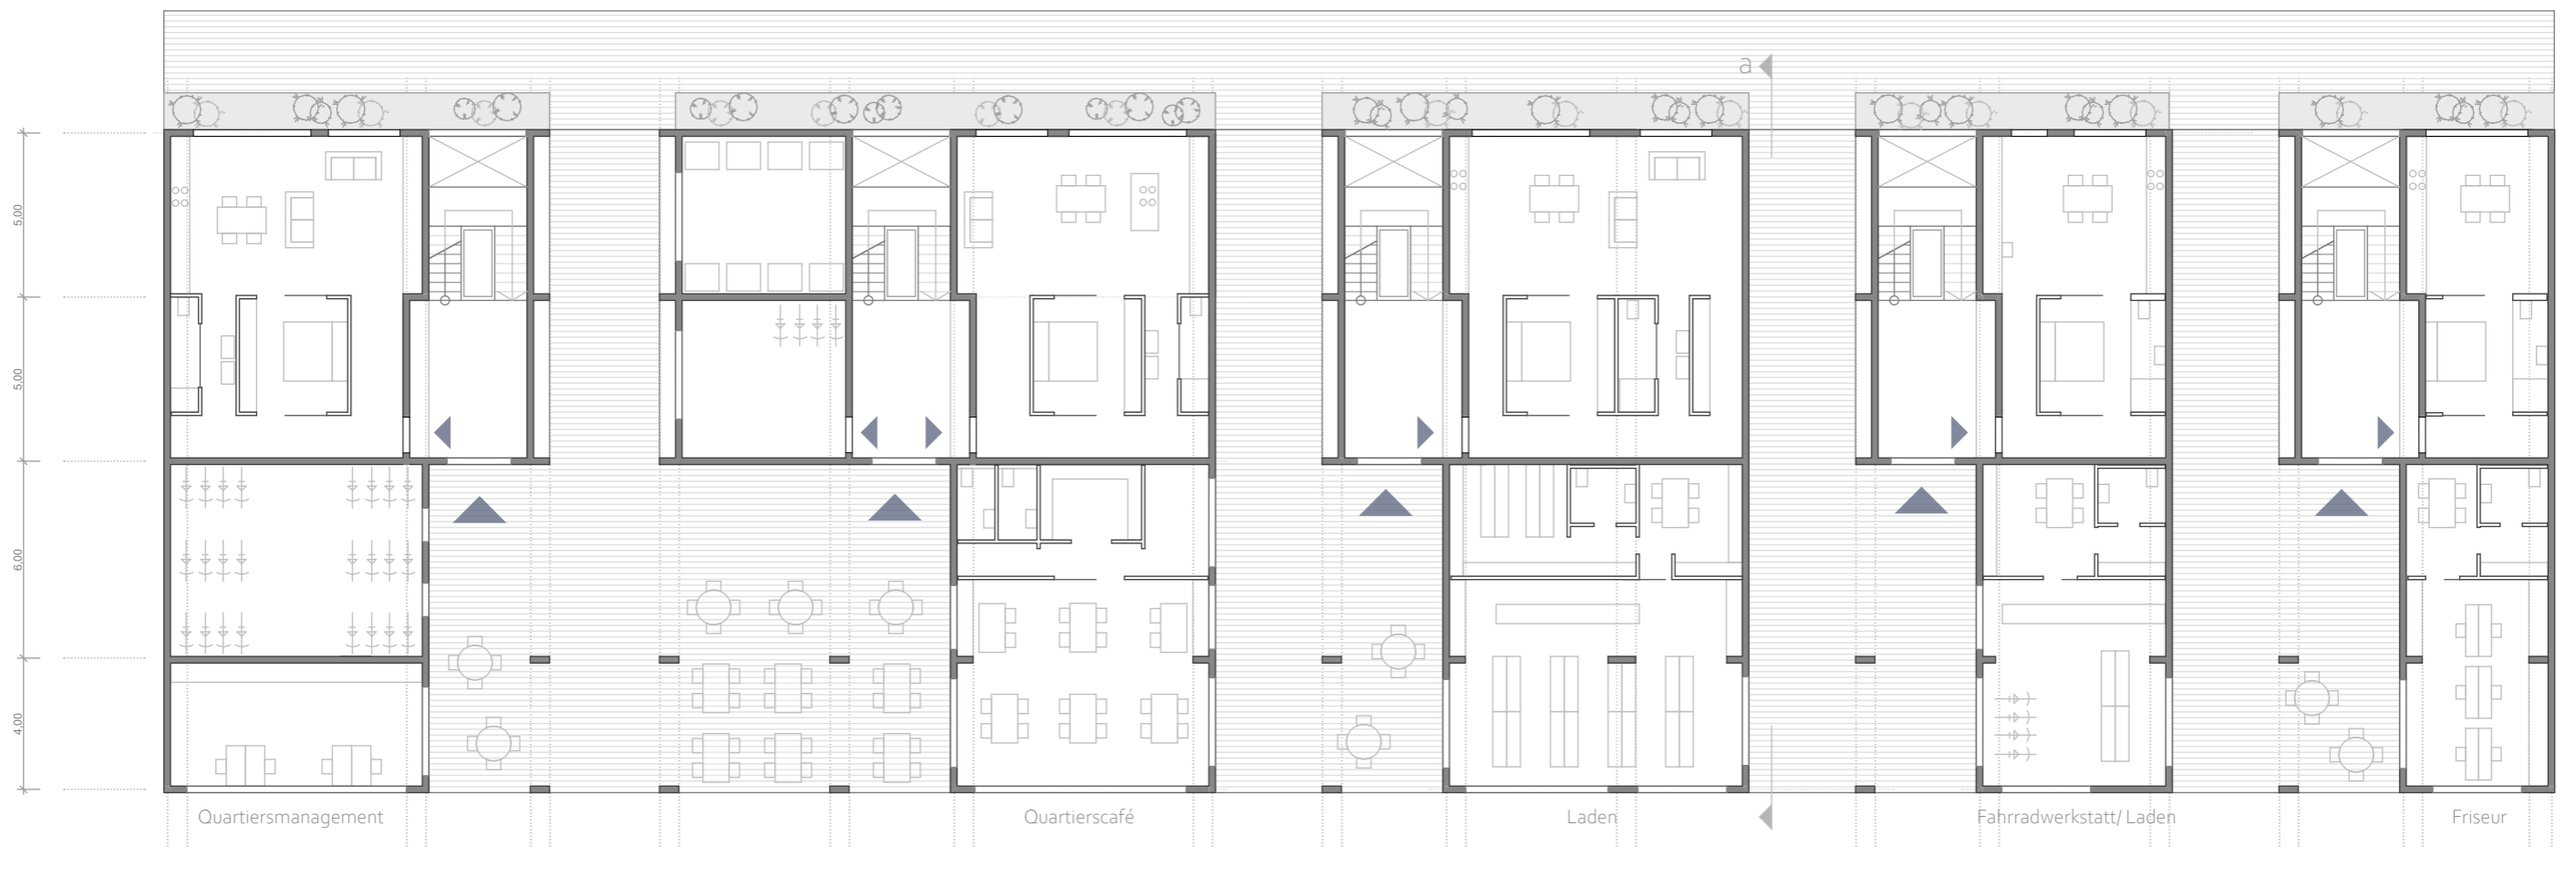 a
5.00
5.00
6.00
4.00
Quartiersmanagement
Quartierscafé
Laden
Fahrradwerkstatt/ Laden
Friseur